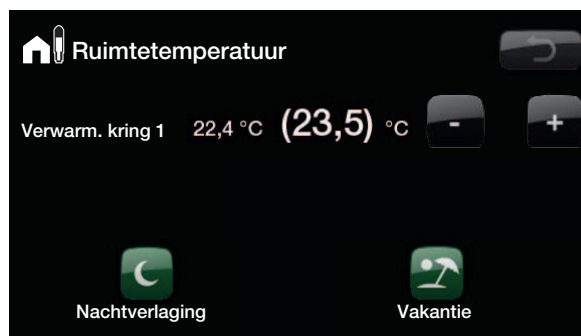 Ruimtetemperatuur
Verwarm. kring 1 22,4 °C (23,5) °C - +
Nachtverlaging Vakantie